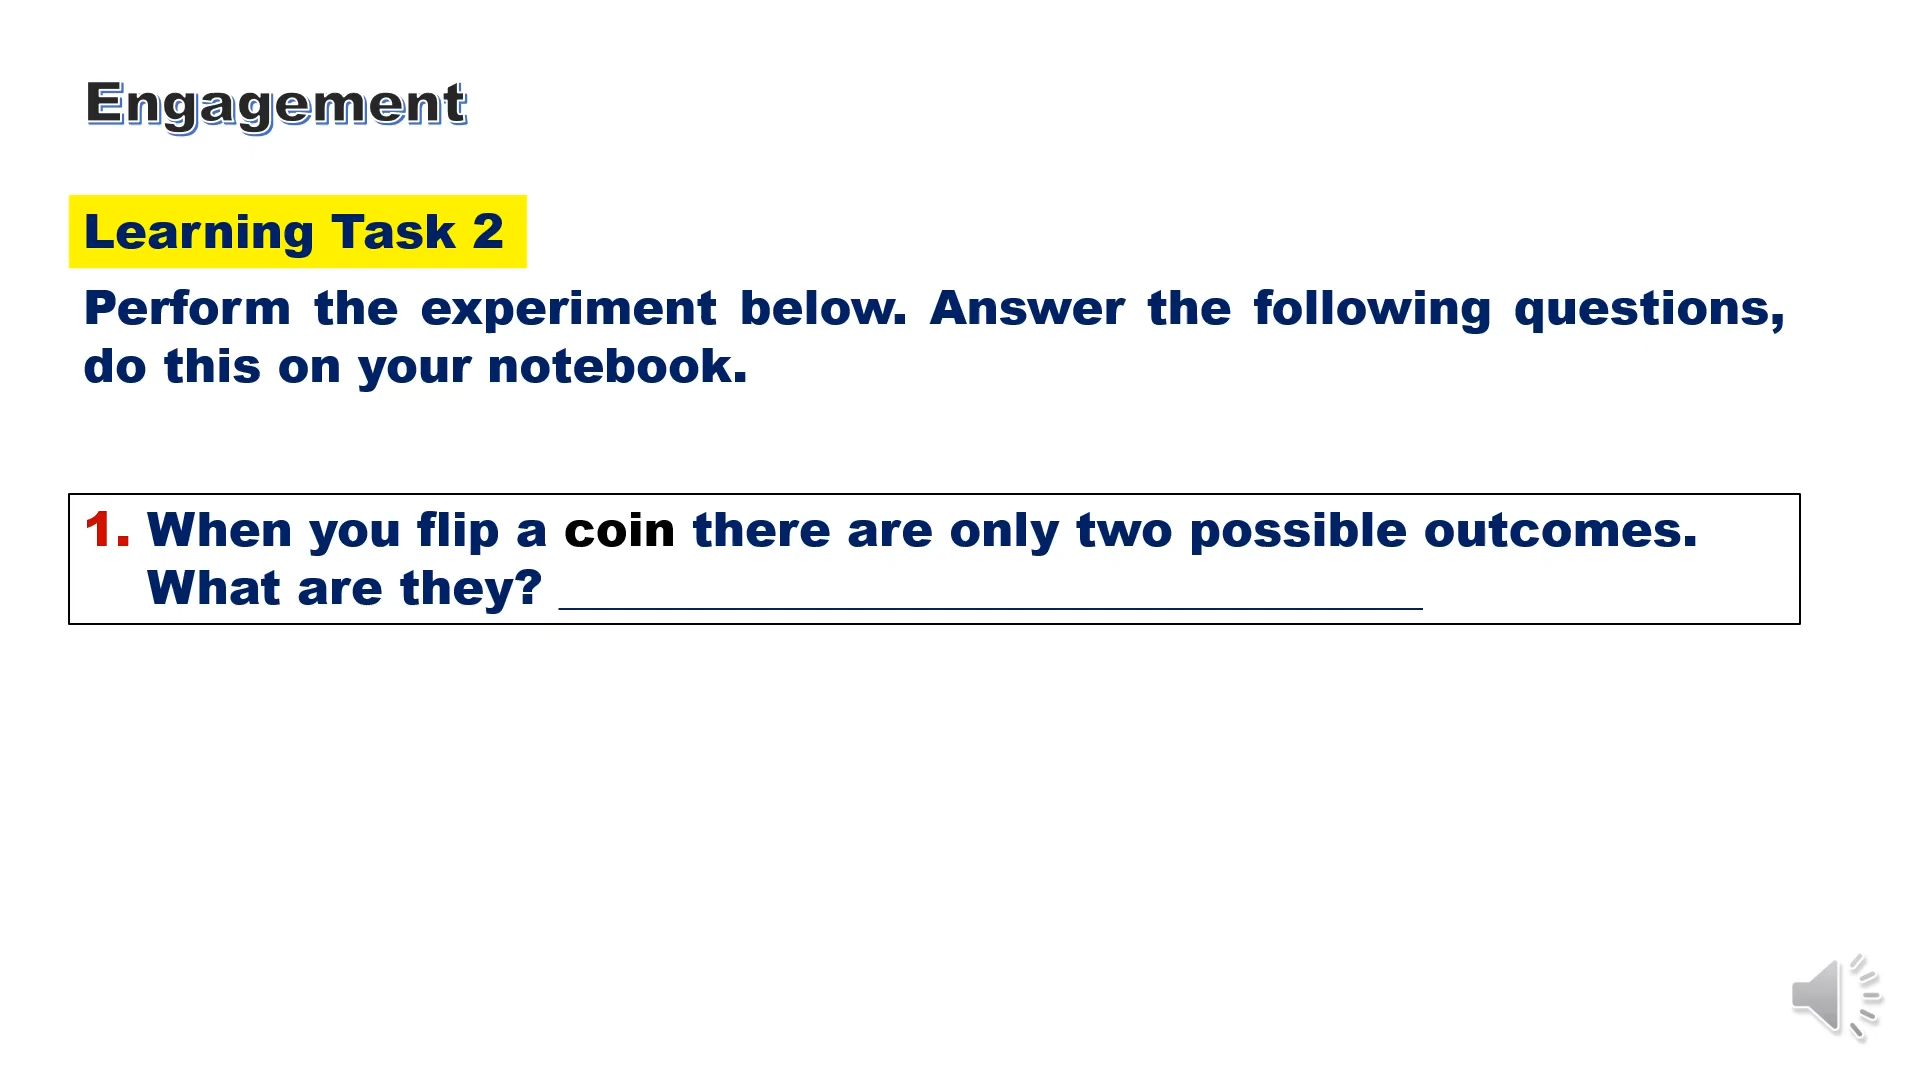 Engagement
Learning Task 2
Perform the experiment below. Answer the following questions,
do this on your notebook.
1. When you flip a coin there are only two possible outcomes.
What are they? ______________________________